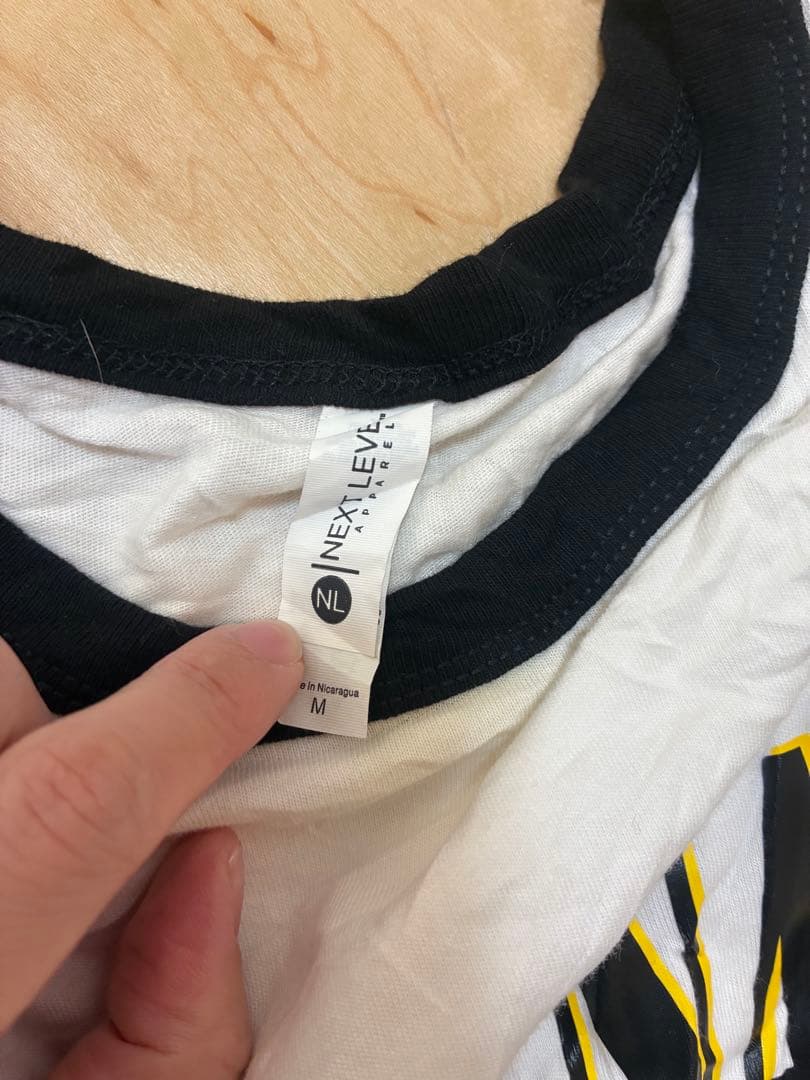 NL
NEXT LEVEL
APPAREL
e In Nicaragua
M